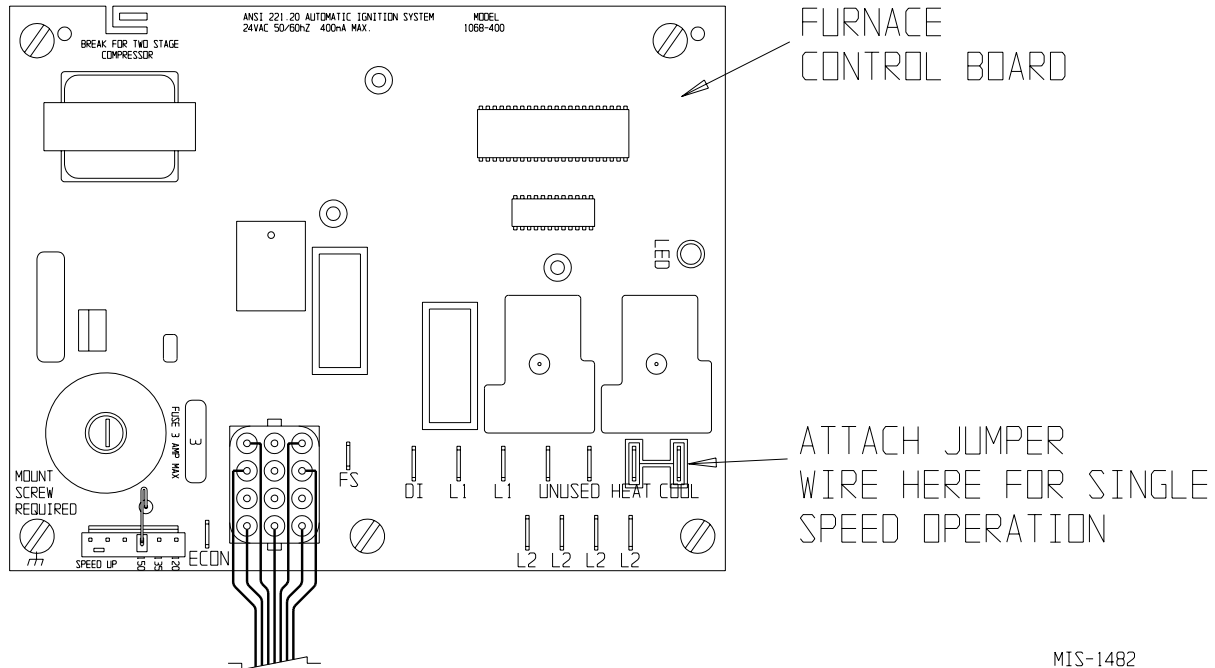 ANSI 221.20 AUTOMATIC IGNITION SYSTEM MODEL
24VAC 50/60hZ 400mA MAX. 1068-400
BREAK FOR TWO STAGE
COMPRESSOR
FURNACE
CONTROL BOARD
LED
FUSE 3 AMP MAX
3
MOUNT
SCREW
REQUIRED
FS
DI L1 L1 UNUSED HEAT COOL
ATTACH JUMPER
WIRE HERE FOR SINGLE
SPEED OPERATION
SPEED UP 150 135 120
ECON
L2 L2 L2 L2
MIS-1482